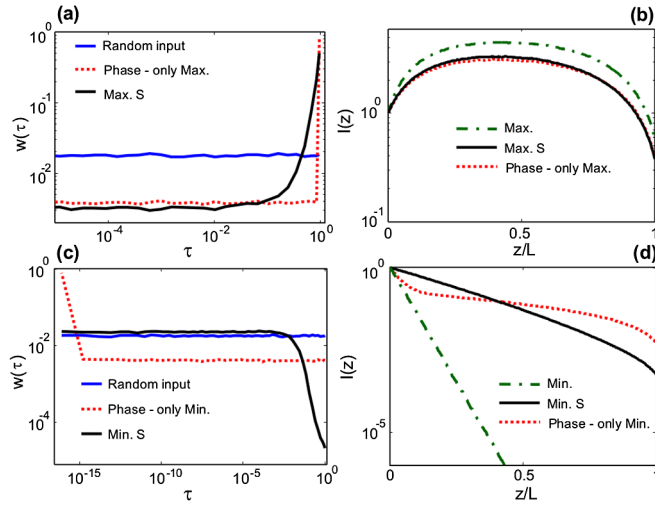 (a)
10^0
10^-1
10^-2
w(τ)
Random input
Phase - only Max.
Max. S
10^-4
10^-2
10^0
τ
(b)
10^0
10^-1
I(z)
Max.
Max. S
Phase - only Max.
0
0.5
1
z/L
(c)
10^0
10^-2
10^-4
w(τ)
Random input
Phase - only Min.
Min. S
10^-15
10^-10
10^-5
10^0
τ
(d)
10^0
10^-5
I(z)
Min.
Min. S
Phase - only Min.
0
0.5
1
z/L